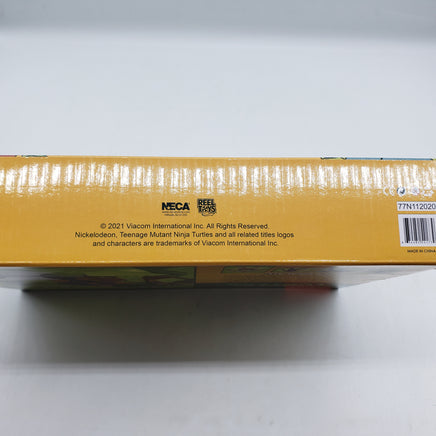 NECA
REEL TOYS
© 2021 Viacom International Inc. All Rights Reserved.
Nickelodeon, Teenage Mutant Ninja Turtles and all related titles logos
and characters are trademarks of Viacom International Inc.
77N112020
MADE IN CHINA